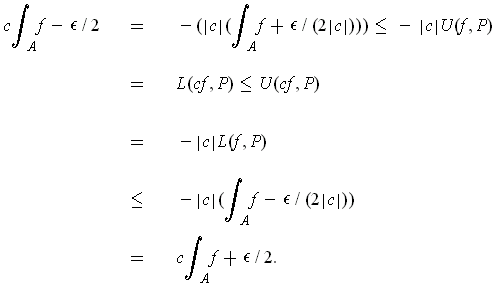 c∫_A f − ϵ / 2 = − (|c| (∫_A f + ϵ / (2|c|))) ≤ − |c| U(f, P)
= L(cf, P) ≤ U(cf, P)
= − |c| L(f, P)
≤ − |c| (∫_A f − ϵ / (2|c|))
= c∫_A f + ϵ / 2.